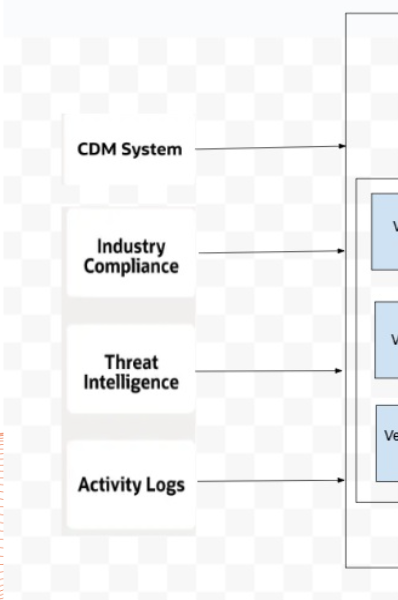 CDM System
Industry
Compliance
Threat
Intelligence
Activity Logs